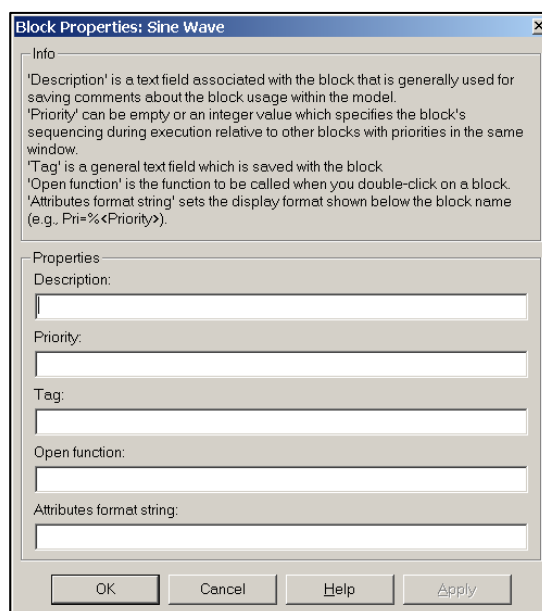 Block Properties: Sine Wave
Info
'Description' is a text field associated with the block that is generally used for
saving comments about the block usage within the model.
'Priority' can be empty or an integer value which specifies the block's
sequencing during execution relative to other blocks with priorities in the same
window.
'Tag' is a general text field which is saved with the block
'Open function' is the function to be called when you double-click on a block.
'Attributes format string' sets the display format shown below the block name
(e.g., Pri=%<Priority>).
Properties
Description:
Priority:
Tag:
Open function:
Attributes format string:
OK Cancel Help Apply